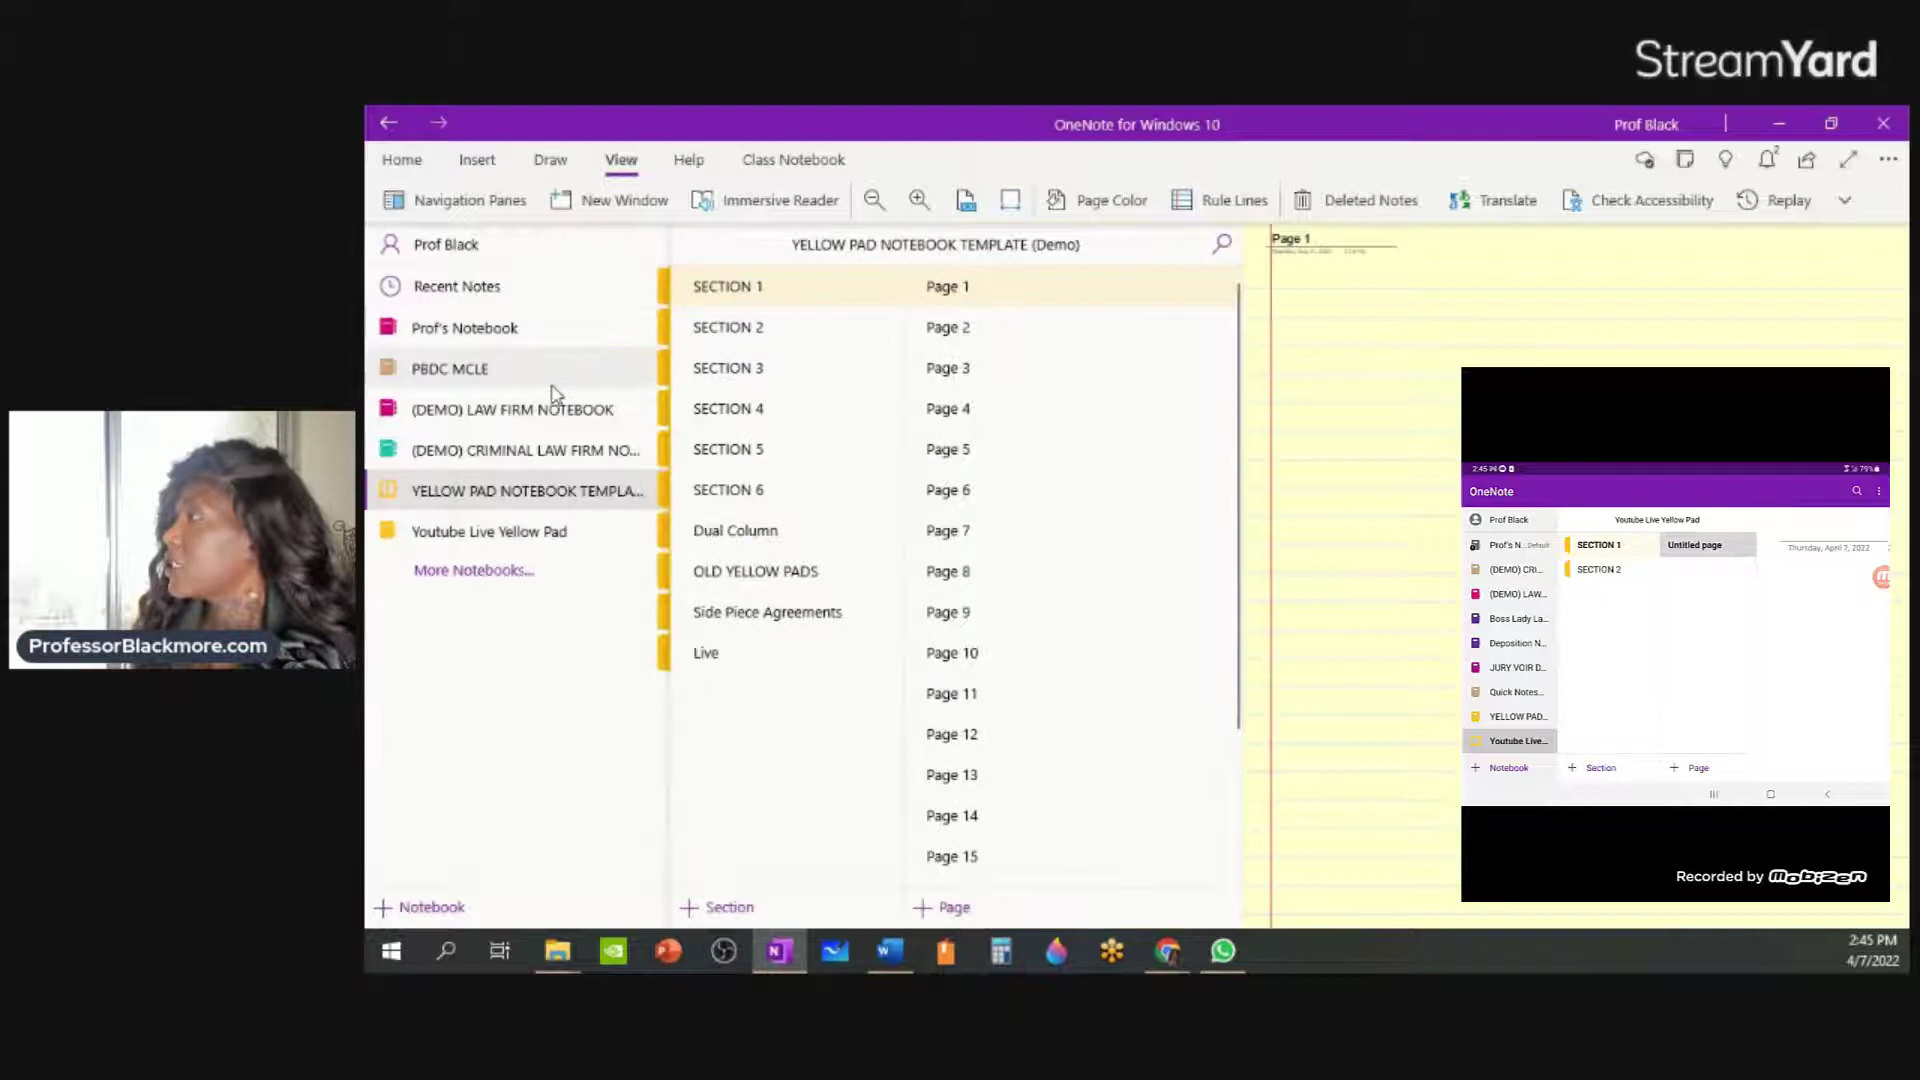 StreamYard
OneNote for Windows 10
Prof Black
Home Insert Draw View Help Class Notebook
2
Navigation Panes New Window Immersive Reader Page Color Rule Lines Deleted Notes Translate Check Accessibility Replay
Prof Black
YELLOW PAD NOTEBOOK TEMPLATE (Demo)
Recent Notes
Prof's Notebook
PBDC MCLE
(DEMO) LAW FIRM NOTEBOOK
(DEMO) CRIMINAL LAW FIRM NO...
YELLOW PAD NOTEBOOK TEMPLA...
Youtube Live Yellow Pad
More Notebooks...
+ Notebook
SECTION 1
SECTION 2
SECTION 3
SECTION 4
SECTION 5
SECTION 6
Dual Column
OLD YELLOW PADS
Side Piece Agreements
Live
+ Section
Page 1
Page 2
Page 3
Page 4
Page 5
Page 6
Page 7
Page 8
Page 9
Page 10
Page 11
Page 12
Page 13
Page 14
Page 15
+ Page
Page 1
ProfessorBlackmore.com
2:45 PM
79%
OneNote
Prof Black
Youtube Live Yellow Pad
Prof's N... Default
(DEMO) CRI...
(DEMO) LAW...
Boss Lady La...
Deposition N...
JURY VOIR D...
Quick Notes...
YELLOW PAD...
Youtube Live...
+ Notebook
SECTION 1
SECTION 2
+ Section
Untitled page
+ Page
Thursday, April 7, 2022
Recorded by Mobizen
2:45 PM
4/7/2022